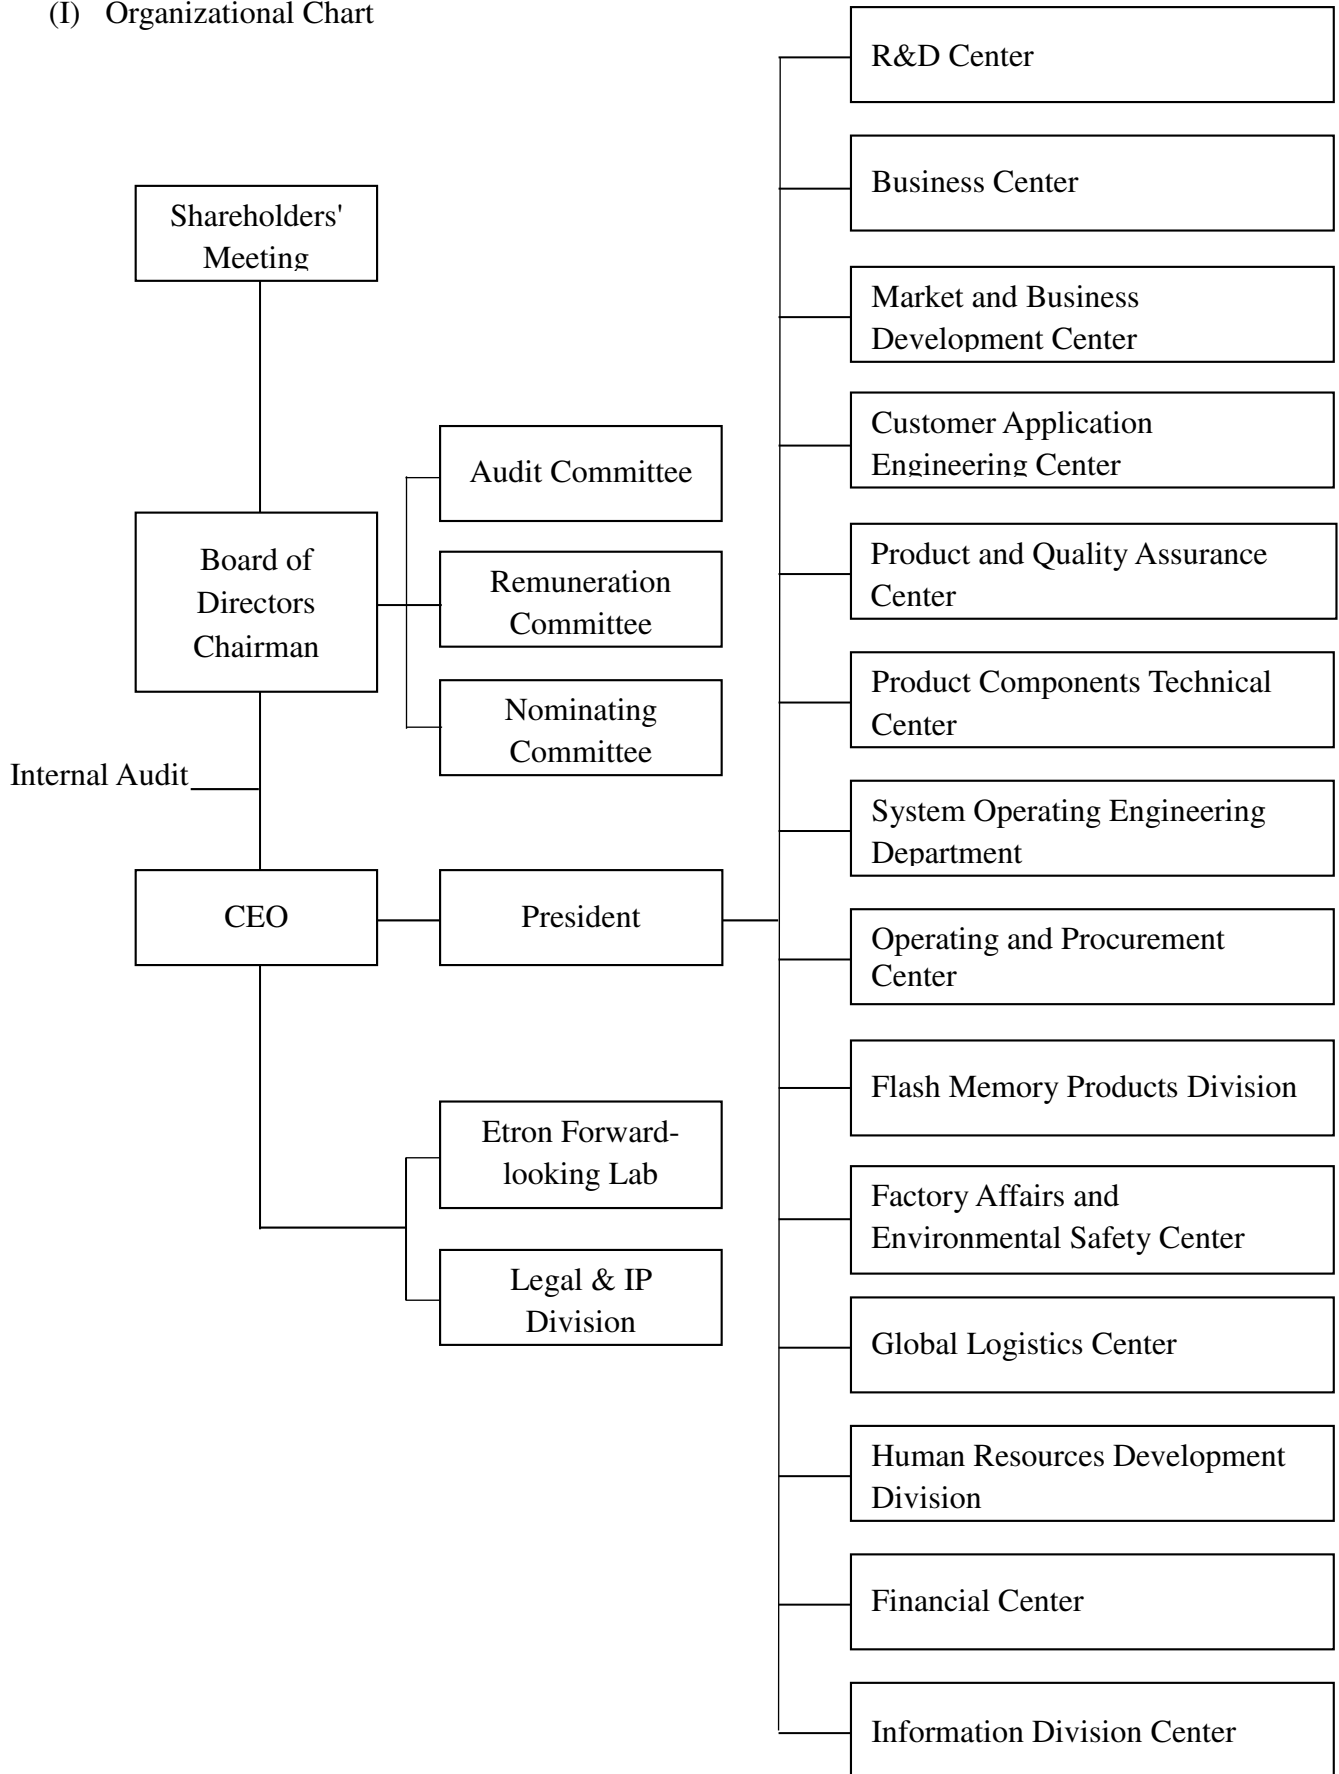 (I) Organizational Chart
Shareholders'
Meeting
Board of
Directors
Chairman
Internal Audit
CEO
Audit Committee
Remuneration
Committee
Nominating
Committee
President
Etron Forward-
looking Lab
Legal & IP
Division
R&D Center
Business Center
Market and Business
Development Center
Customer Application
Engineering Center
Product and Quality Assurance
Center
Product Components Technical
Center
System Operating Engineering
Department
Operating and Procurement
Center
Flash Memory Products Division
Factory Affairs and
Environmental Safety Center
Global Logistics Center
Human Resources Development
Division
Financial Center
Information Division Center